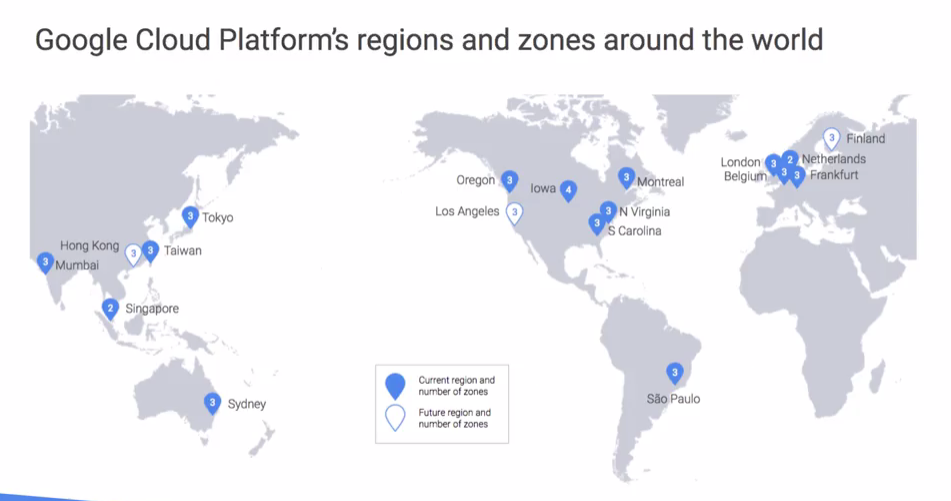 Google Cloud Platform's regions and zones around the world
3 Finland
London 3 2 Netherlands
Belgium 3 3 Frankfurt
Oregon 3
Iowa 4
3 Montreal
Los Angeles 3
3 N Virginia
3 S Carolina
3 Tokyo
Hong Kong 3
3 Taiwan
3 Mumbai
2 Singapore
3 Sydney
3
São Paulo
Current region and
number of zones
Future region and
number of zones